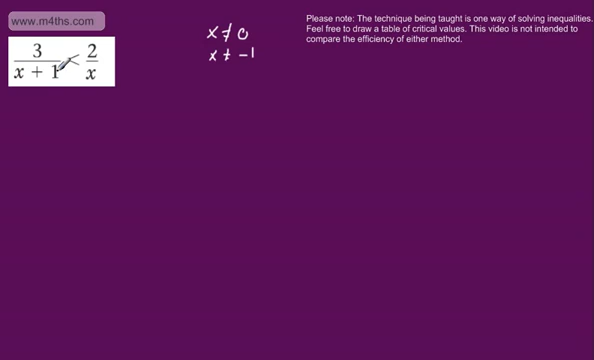 www.m4ths.com
Please note: The technique being taught is one way of solving inequalities.
Feel free to draw a table of critical values. This video is not intended to
compare the efficiency of either method.
x ≠ 0
x ≠ -1
3/(x + 1) < 2/x